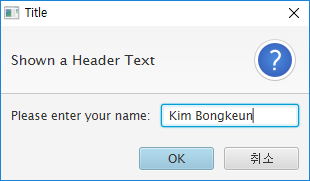 Title
Shown a Header Text
Please enter your name: Kim Bongkeun
OK 취소